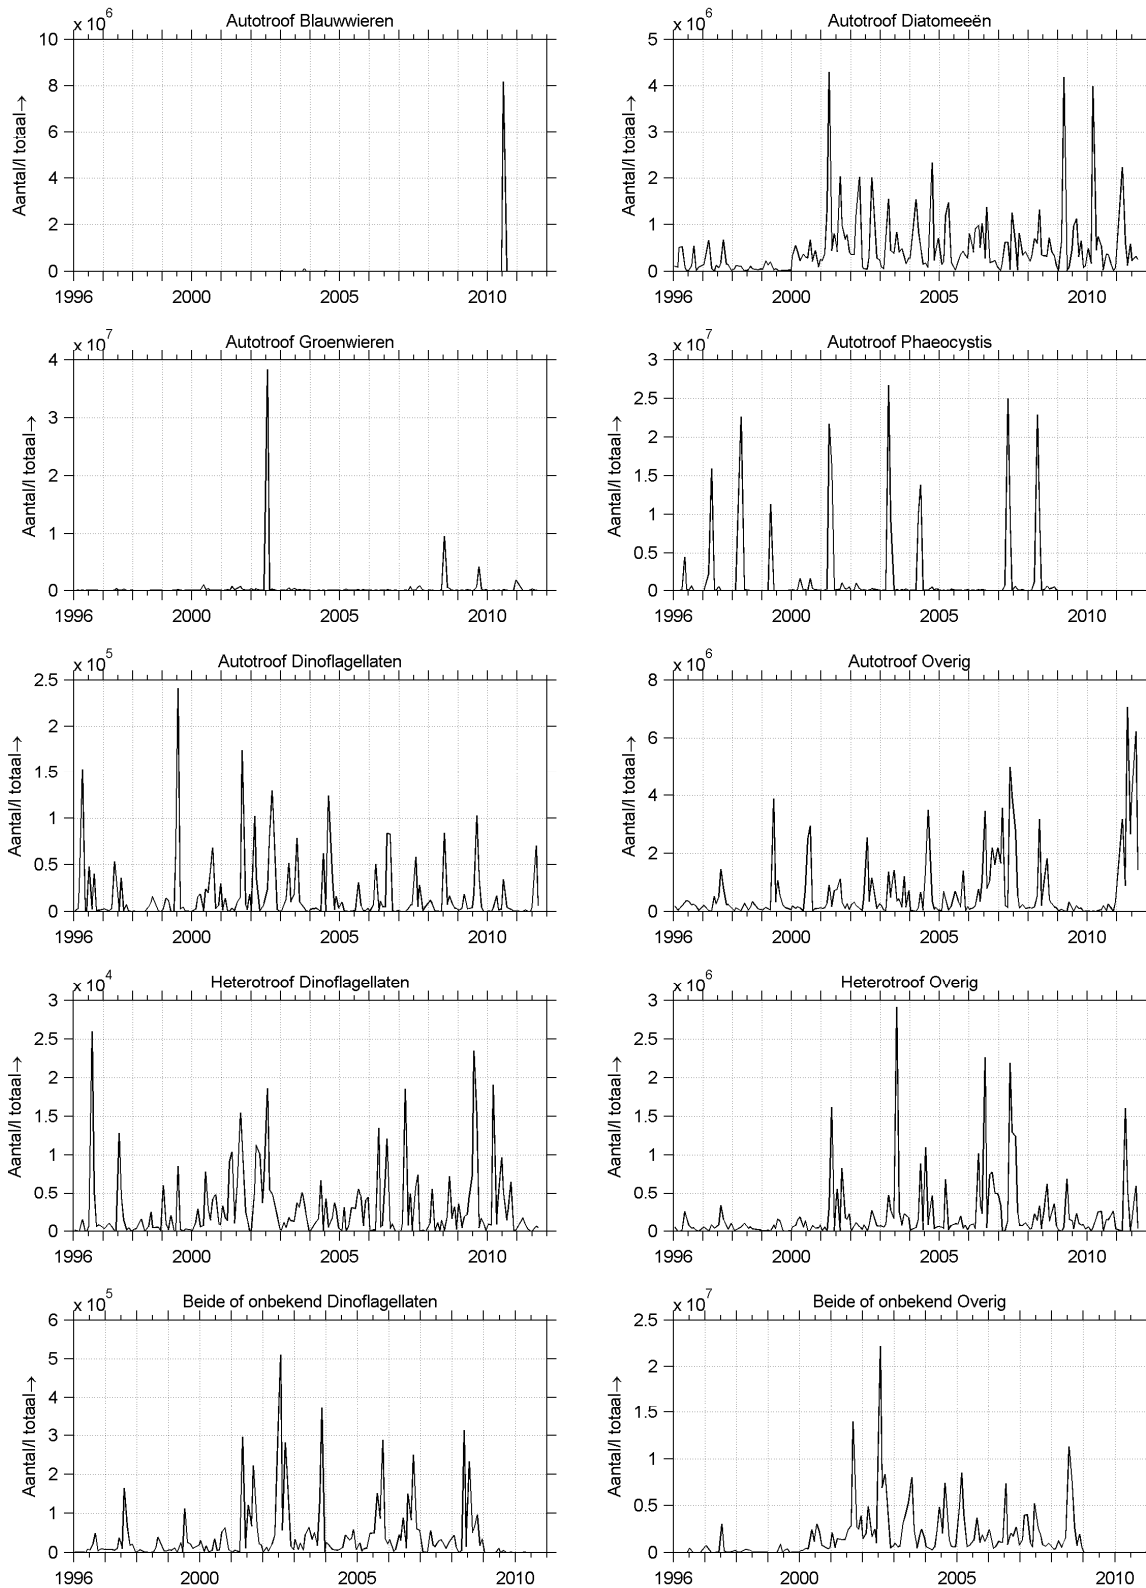 Autotroof Blauwwieren
x 10^6
10
8
6
4
2
0
Aantal/l totaal→
1996 2000 2005 2010
Autotroof Diatomeeën
x 10^6
5
4
3
2
1
0
Aantal/l totaal→
1996 2000 2005 2010
Autotroof Groenwieren
x 10^7
4
3
2
1
0
Aantal/l totaal→
1996 2000 2005 2010
Autotroof Phaeocystis
x 10^7
3
2.5
2
1.5
1
0.5
0
Aantal/l totaal→
1996 2000 2005 2010
Autotroof Dinoflagellaten
x 10^5
2.5
2
1.5
1
0.5
0
Aantal/l totaal→
1996 2000 2005 2010
Autotroof Overig
x 10^6
8
6
4
2
0
Aantal/l totaal→
1996 2000 2005 2010
Heterotroof Dinoflagellaten
x 10^4
3
2.5
2
1.5
1
0.5
0
Aantal/l totaal→
1996 2000 2005 2010
Heterotroof Overig
x 10^6
3
2.5
2
1.5
1
0.5
0
Aantal/l totaal→
1996 2000 2005 2010
Beide of onbekend Dinoflagellaten
x 10^5
6
5
4
3
2
1
0
Aantal/l totaal→
1996 2000 2005 2010
Beide of onbekend Overig
x 10^7
2.5
2
1.5
1
0.5
0
Aantal/l totaal→
1996 2000 2005 2010